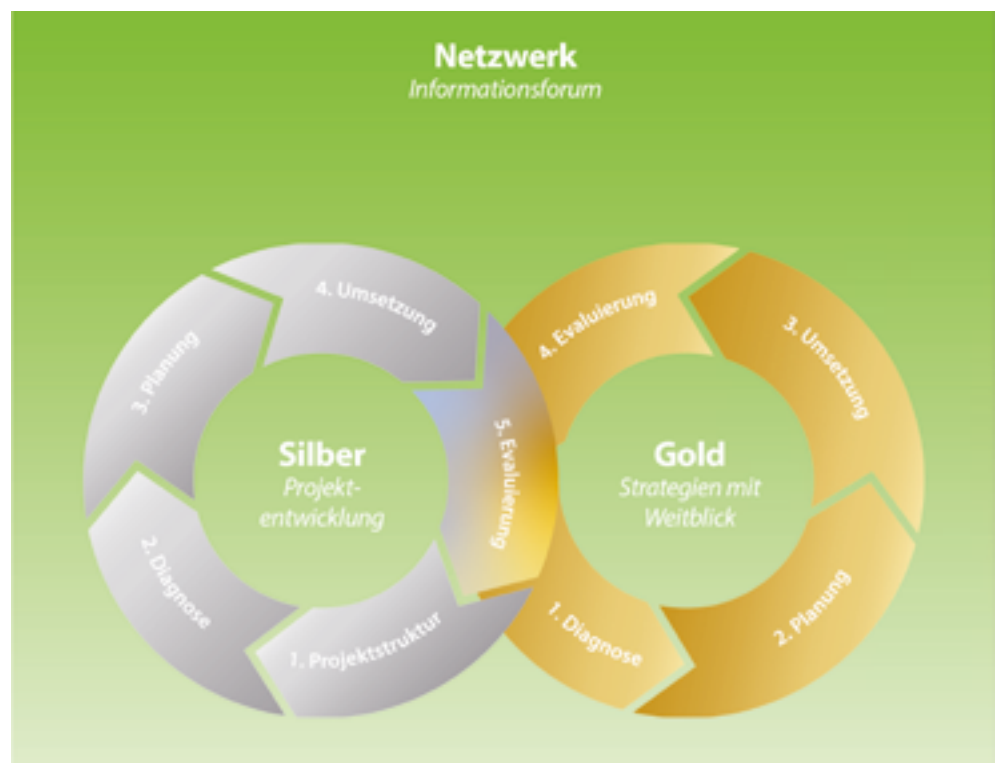 Netzwerk
Informationsforum
4. Umsetzung
3. Planung
2. Diagnose
1. Projektstruktur
5. Evaluierung
Silber
Projekt-
entwicklung
4. Evaluierung
3. Umsetzung
2. Planung
1. Diagnose
Gold
Strategien mit
Weitblick